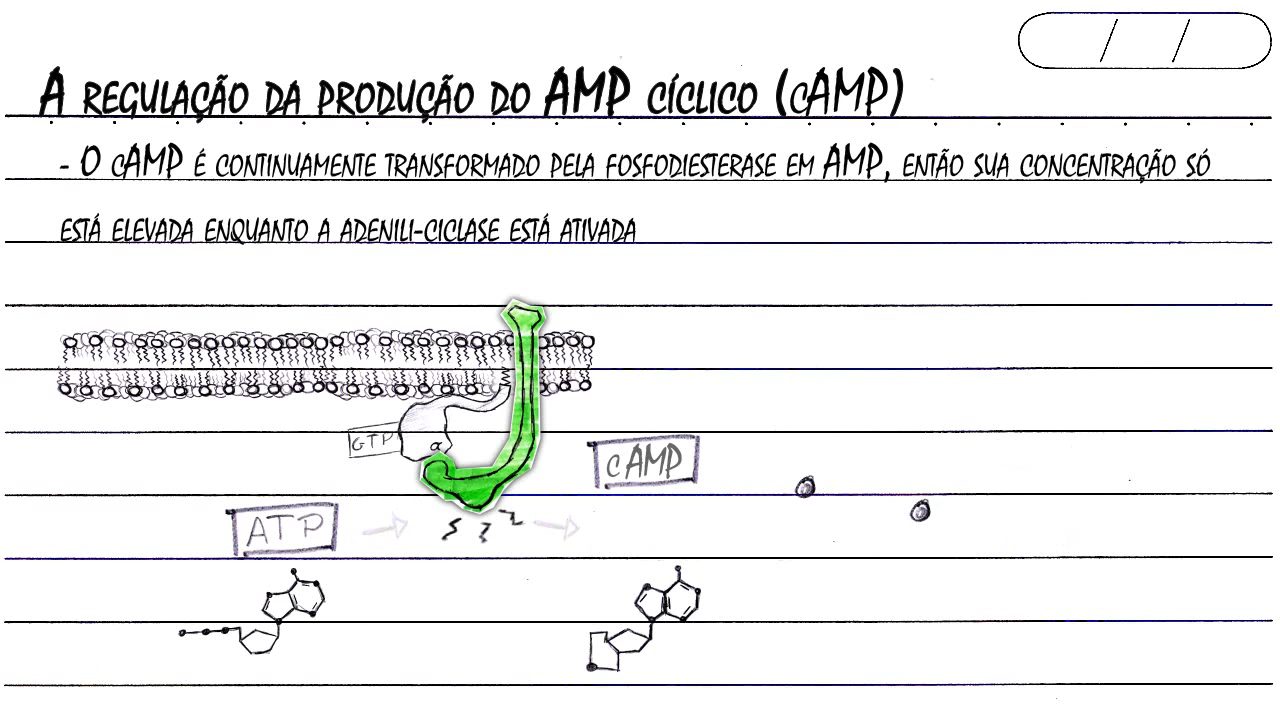 A REGULAÇÃO DA PRODUÇÃO DO AMP CÍCLICO (cAMP)
- O cAMP É CONTINUAMENTE TRANSFORMADO PELA FOSFODIESTERASE EM AMP, ENTÃO SUA CONCENTRAÇÃO SÓ
ESTÁ ELEVADA ENQUANTO A ADENILI-CICLASE ESTÁ ATIVADA
GTP
α
cAMP
ATP